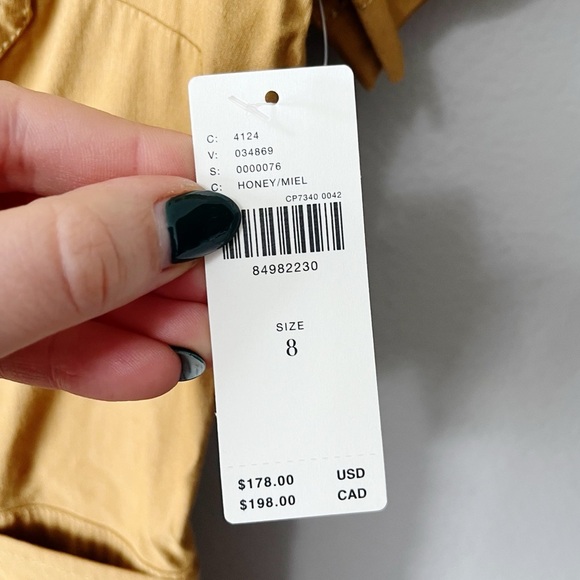 C: 4124
V: 034869
S: 0000076
C: HONEY/MIEL
CP7340 0042
84982230
SIZE
8
$178.00 USD
$198.00 CAD